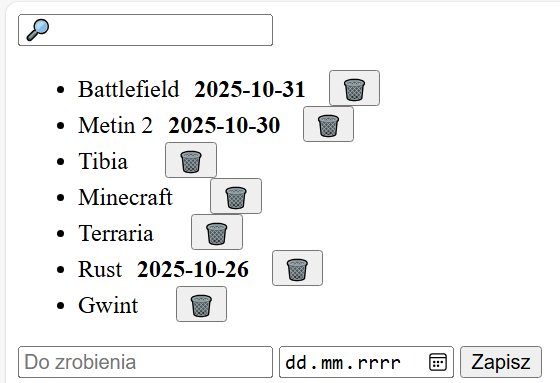 Battlefield 2025-10-31
Metin 2 2025-10-30
Tibia
Minecraft
Terraria
Rust 2025-10-26
Gwint
Do zrobienia dd.mm.rrrr Zapisz